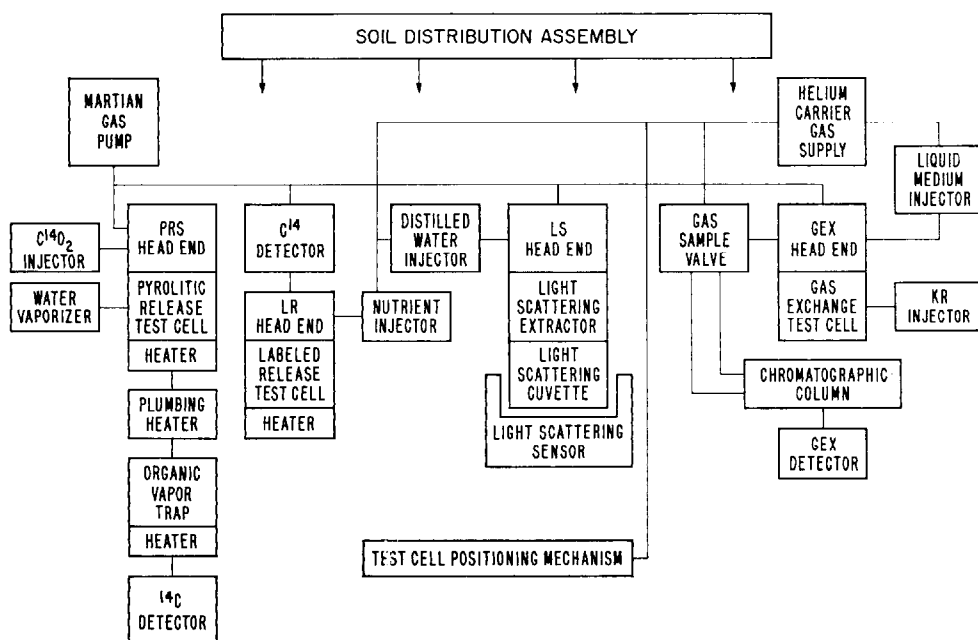 SOIL DISTRIBUTION ASSEMBLY
MARTIAN
GAS
PUMP
HELIUM
CARRIER
GAS
SUPPLY
LIQUID
MEDIUM
INJECTOR
C¹⁴O₂
INJECTOR
PRS
HEAD END
C¹⁴
DETECTOR
DISTILLED
WATER
INJECTOR
LS
HEAD END
GAS
SAMPLE
VALVE
GEX
HEAD END
WATER
VAPORIZER
PYROLITIC
RELEASE
TEST CELL
HEATER
LR
HEAD END
LABELED
RELEASE
TEST CELL
HEATER
NUTRIENT
INJECTOR
LIGHT
SCATTERING
EXTRACTOR
LIGHT
SCATTERING
CUVETTE
LIGHT SCATTERING
SENSOR
GAS
EXCHANGE
TEST CELL
KR
INJECTOR
CHROMATOGRAPHIC
COLUMN
GEX
DETECTOR
PLUMBING
HEATER
ORGANIC
VAPOR
TRAP
HEATER
¹⁴C
DETECTOR
TEST CELL POSITIONING MECHANISM